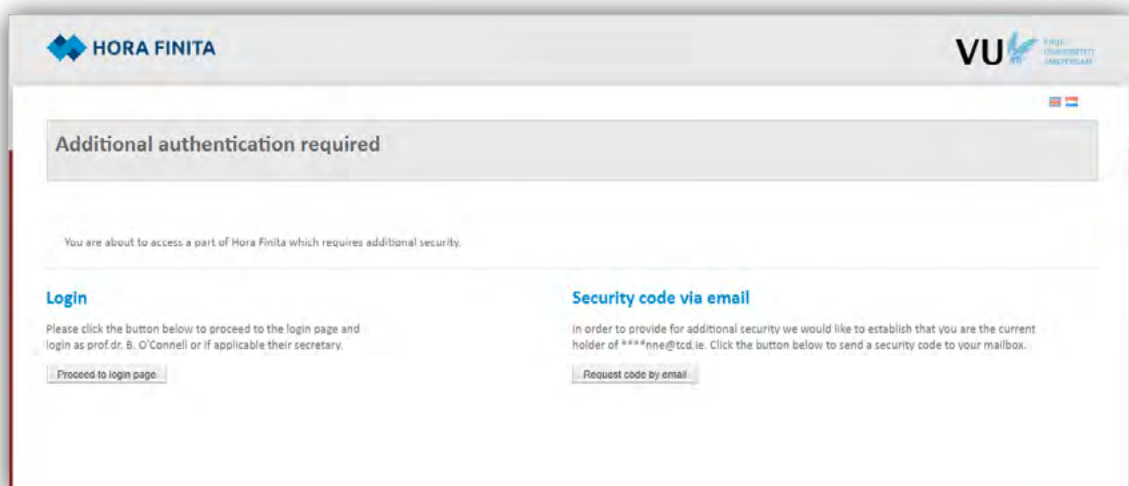 HORA FINITA
VU VRIJE
UNIVERSITEIT
AMSTERDAM
Additional authentication required
You are about to access a part of Hora Finita which requires additional security.
Login
Please click the button below to proceed to the login page and
login as prof.dr. B. O'Connell or if applicable their secretary.
Proceed to login page
Security code via email
In order to provide for additional security we would like to establish that you are the current
holder of ****nne@tcd.ie. Click the button below to send a security code to your mailbox.
Request code by email